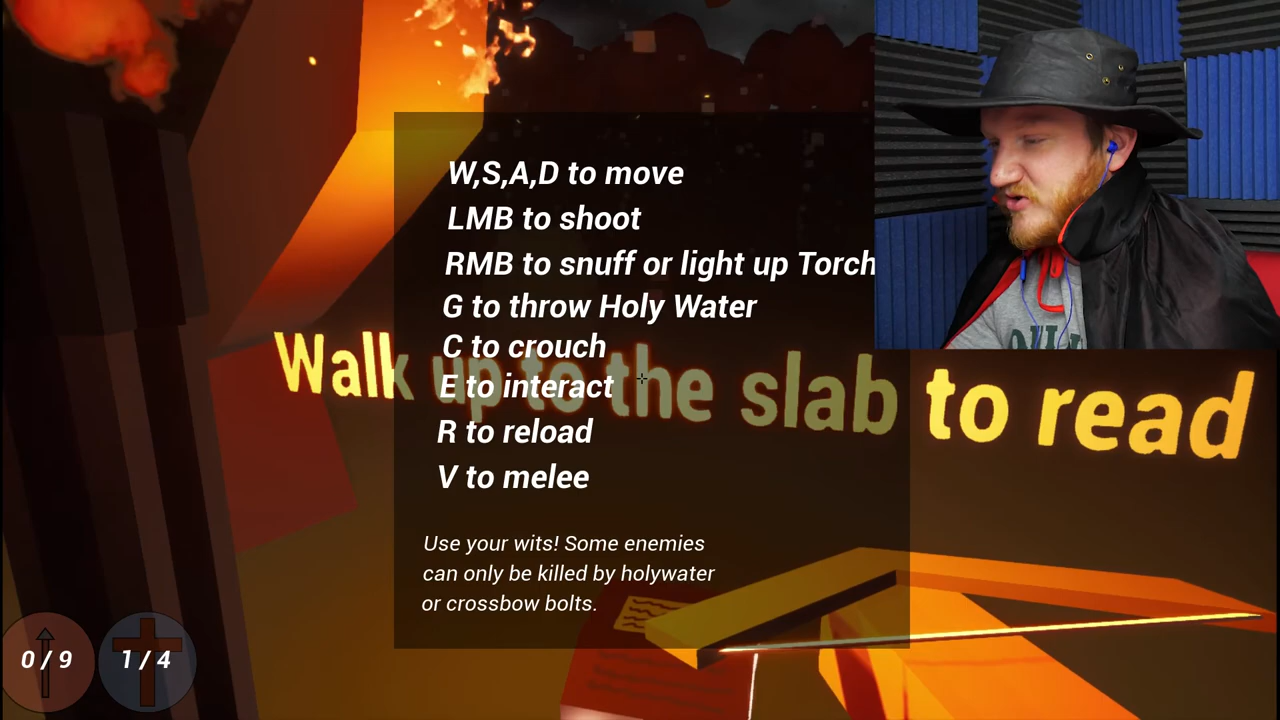 W,S,A,D to move
LMB to shoot
RMB to snuff or light up Torch
G to throw Holy Water
C to crouch
Walk up to the slab to read
E to interact
R to reload
V to melee
Use your wits! Some enemies
can only be killed by holywater
or crossbow bolts.
0 / 9
1 / 4